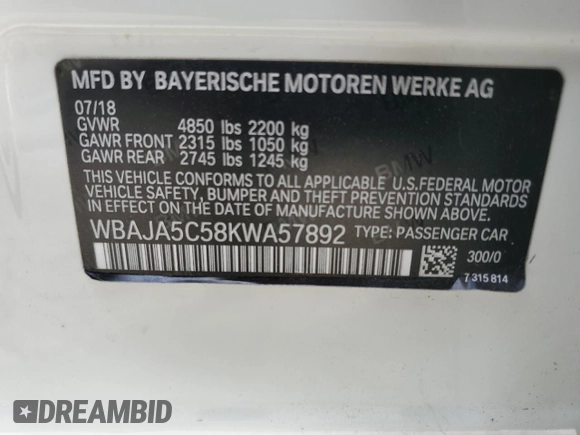 MFD BY BAYERISCHE MOTOREN WERKE AG
07/18
GVWR 4850 lbs 2200 kg
GAWR FRONT 2315 lbs 1050 kg
GAWR REAR 2745 lbs 1245 kg
THIS VEHICLE CONFORMS TO ALL APPLICABLE U.S.FEDERAL MOTOR
VEHICLE SAFETY, BUMPER AND THEFT PREVENTION STANDARDS IN
EFFECT ON THE DATE OF MANUFACTURE SHOWN ABOVE.
WBAJA5C58KWA57892 TYPE: PASSENGER CAR
300/0
7 315 814
DREAMBID